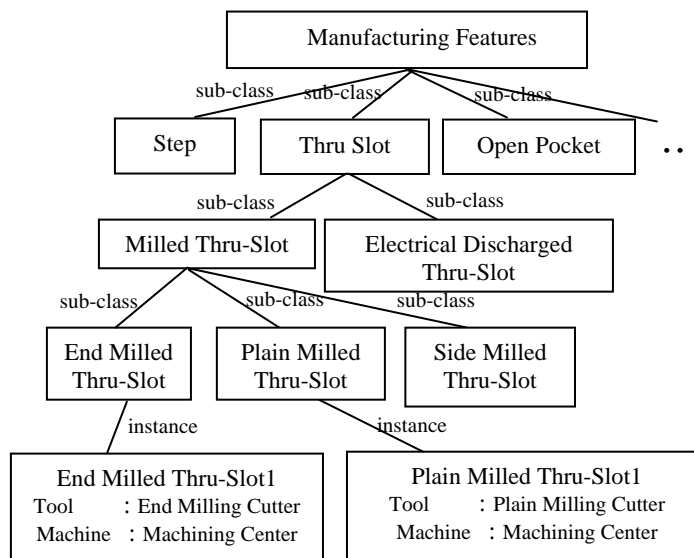 Manufacturing Features
sub-class
sub-class
sub-class
Step
Thru Slot
Open Pocket
..
sub-class
sub-class
Milled Thru-Slot
Electrical Discharged
Thru-Slot
sub-class
sub-class
sub-class
End Milled
Thru-Slot
Plain Milled
Thru-Slot
Side Milled
Thru-Slot
instance
instance
End Milled Thru-Slot1
Tool : End Milling Cutter
Machine : Machining Center
Plain Milled Thru-Slot1
Tool : Plain Milling Cutter
Machine : Machining Center